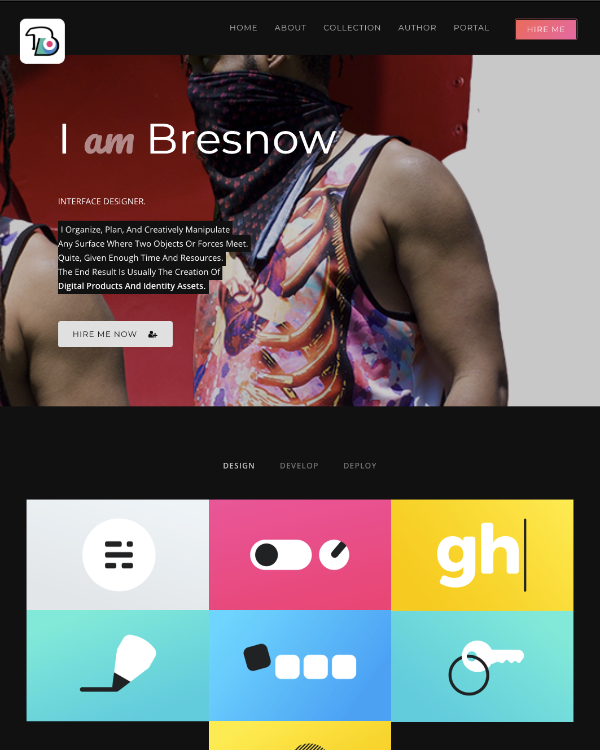 HOME ABOUT COLLECTION AUTHOR PORTAL HIRE ME
I am Bresnow
INTERFACE DESIGNER.
I Organize, Plan, And Creatively Manipulate
Any Surface Where Two Objects Or Forces Meet.
Quite, Given Enough Time And Resources.
The End Result Is Usually The Creation Of
Digital Products And Identity Assets.
HIRE ME NOW
DESIGN DEVELOP DEPLOY
gh